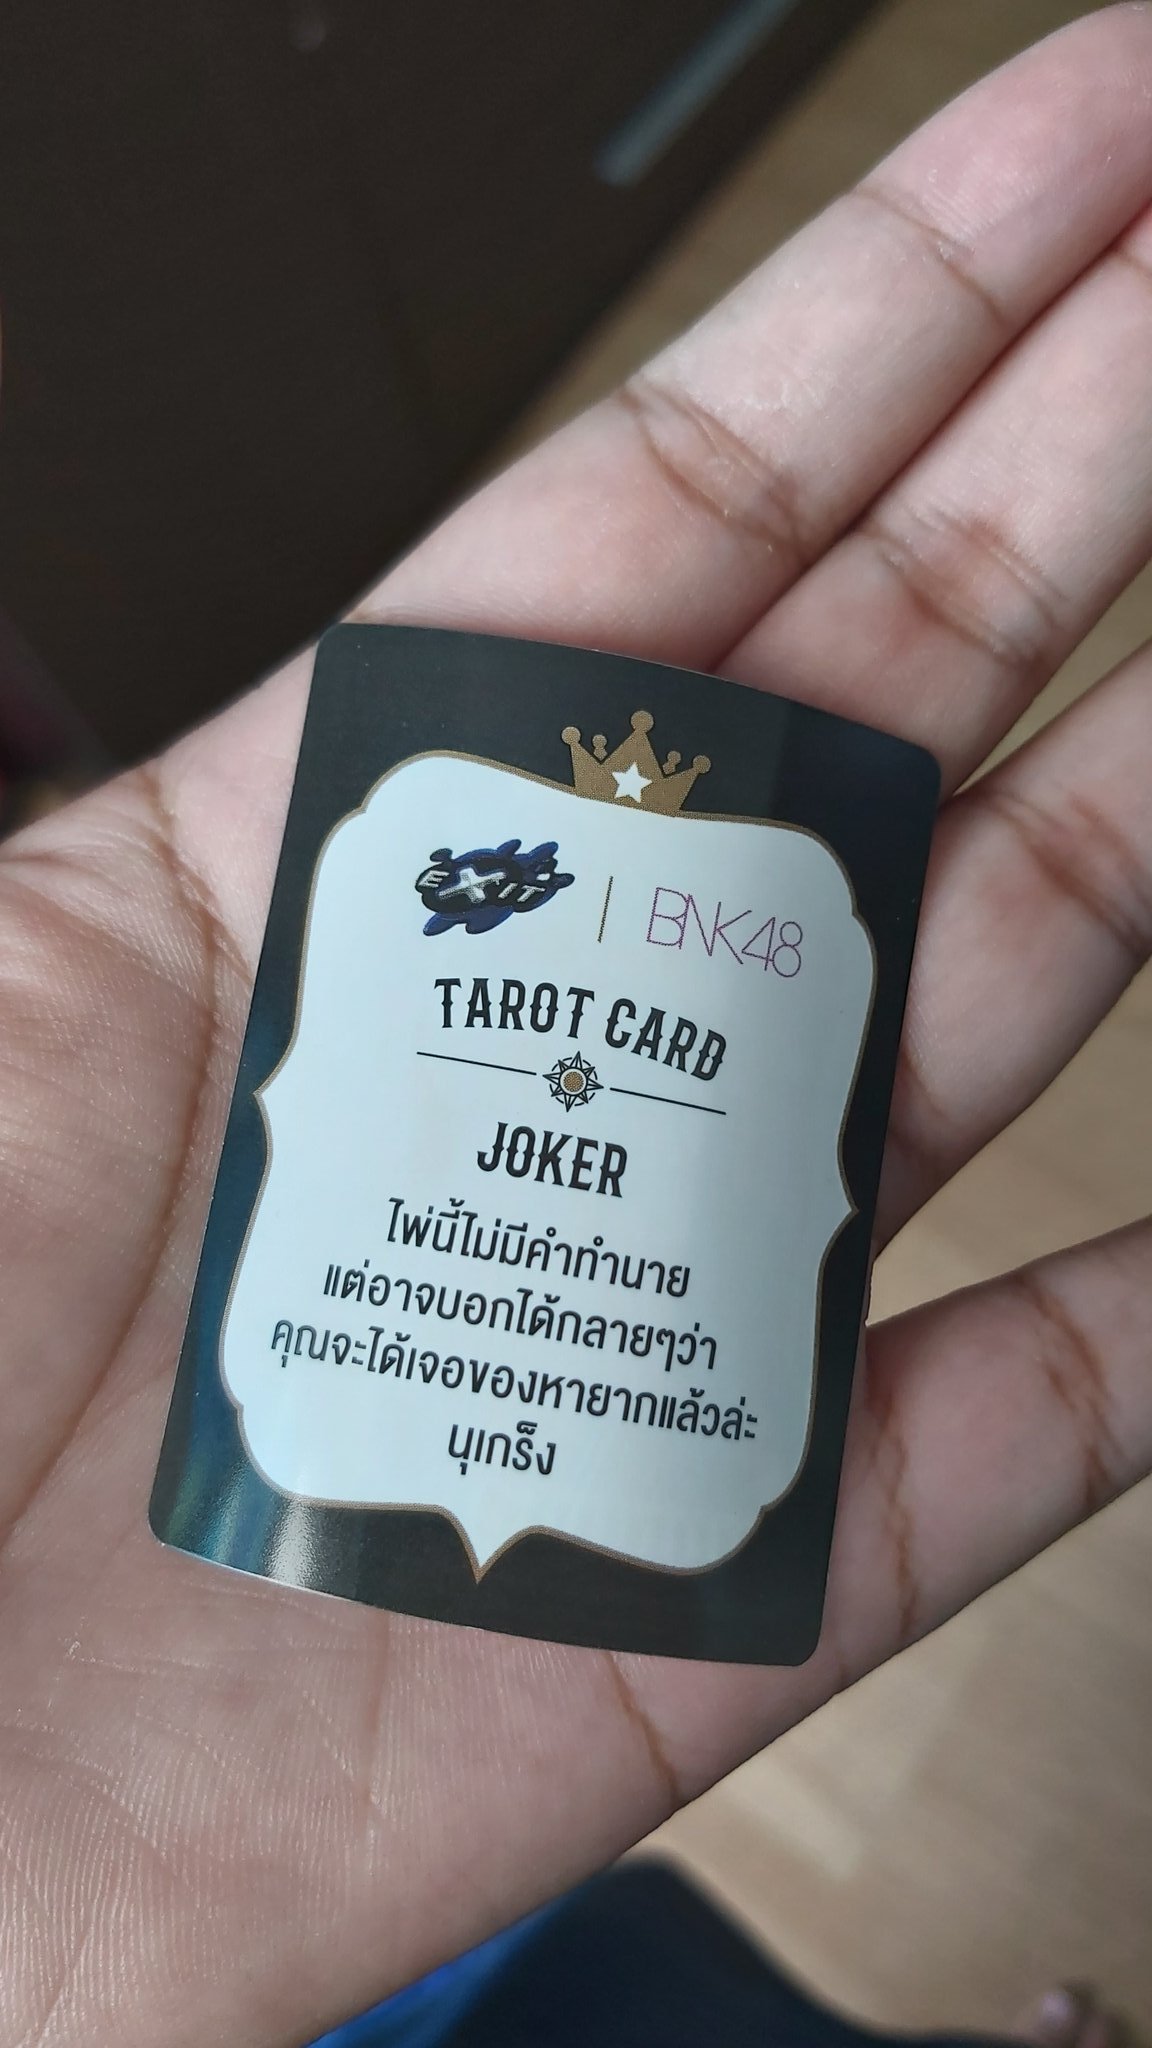 EXIT | BNK48
TAROT CARD
JOKER
ไพ่นี้ไม่มีคำทำนาย
แต่อาจบอกได้กลายๆว่า
คุณจะได้เจอของหายากแล้วล่ะ
นุเกร็ง